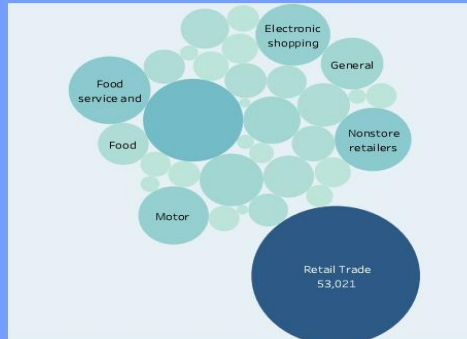 Electronic
shopping
General
Food
service and
Nonstore
retailers
Food
Motor
Retail Trade
53,021